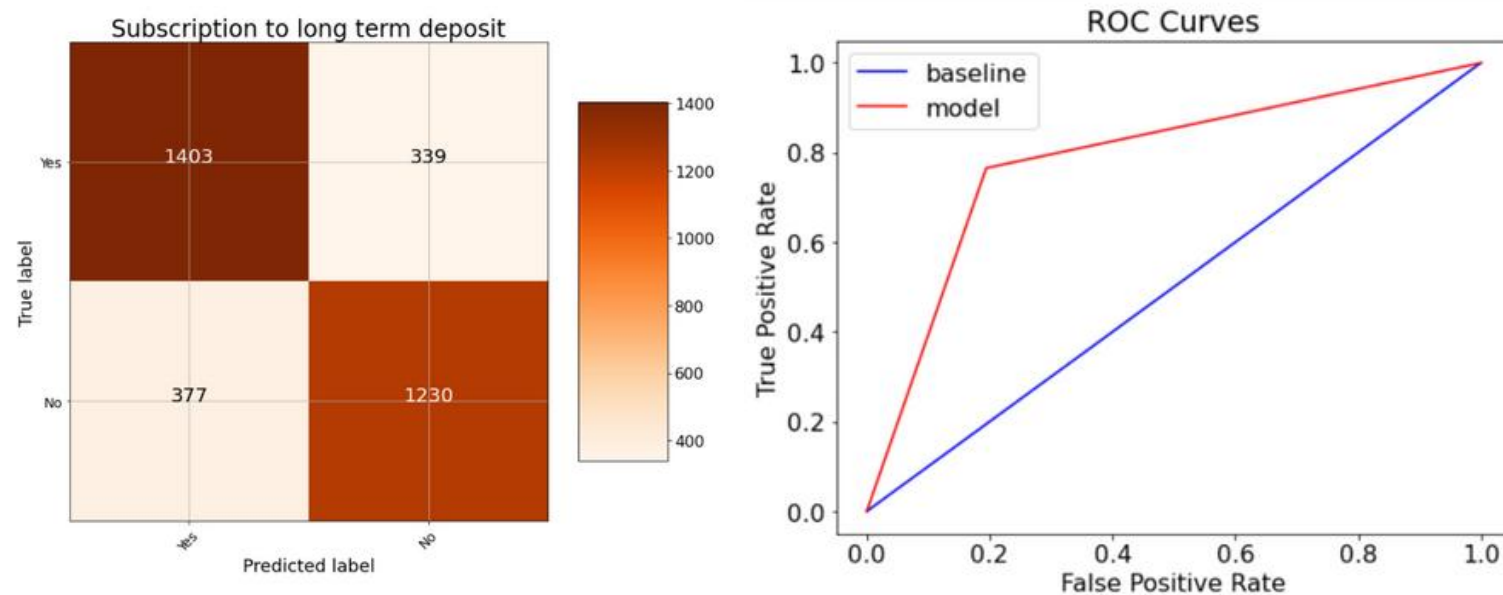 Subscription to long term deposit
True label
Yes
No
1403
339
377
1230
Yes
No
Predicted label
1400
1200
1000
800
600
400
ROC Curves
baseline
model
True Positive Rate
1.0
0.8
0.6
0.4
0.2
0.0
0.0
0.2
0.4
0.6
0.8
1.0
False Positive Rate